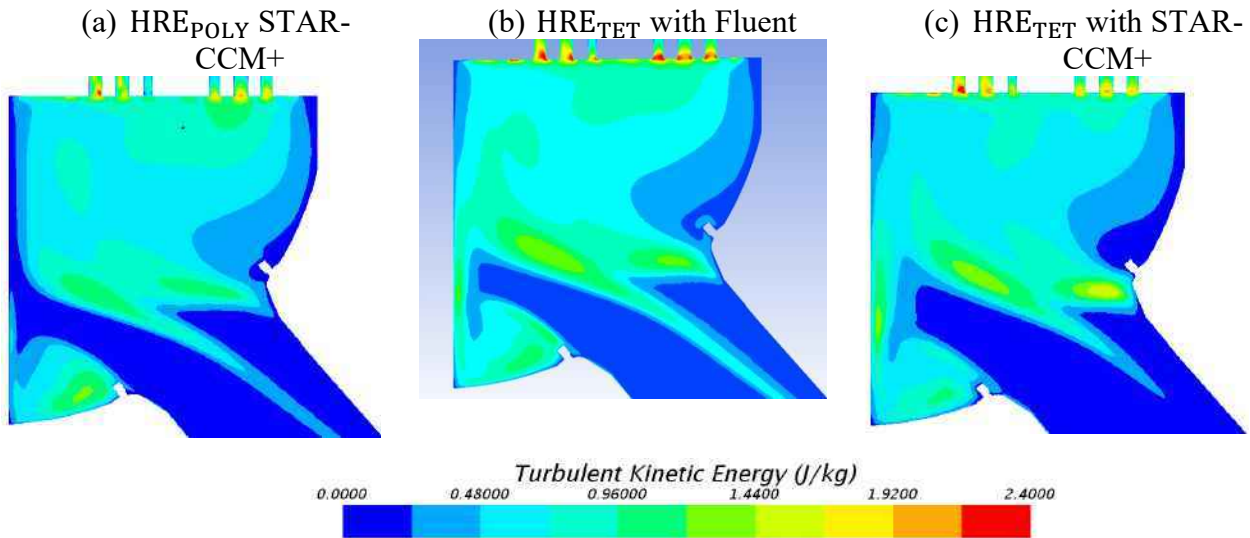 (a) HREPOLY STAR-CCM+
(b) HRETET with Fluent
(c) HRETET with STAR-CCM+
Turbulent Kinetic Energy (J/kg)
0.0000 0.48000 0.96000 1.4400 1.9200 2.4000